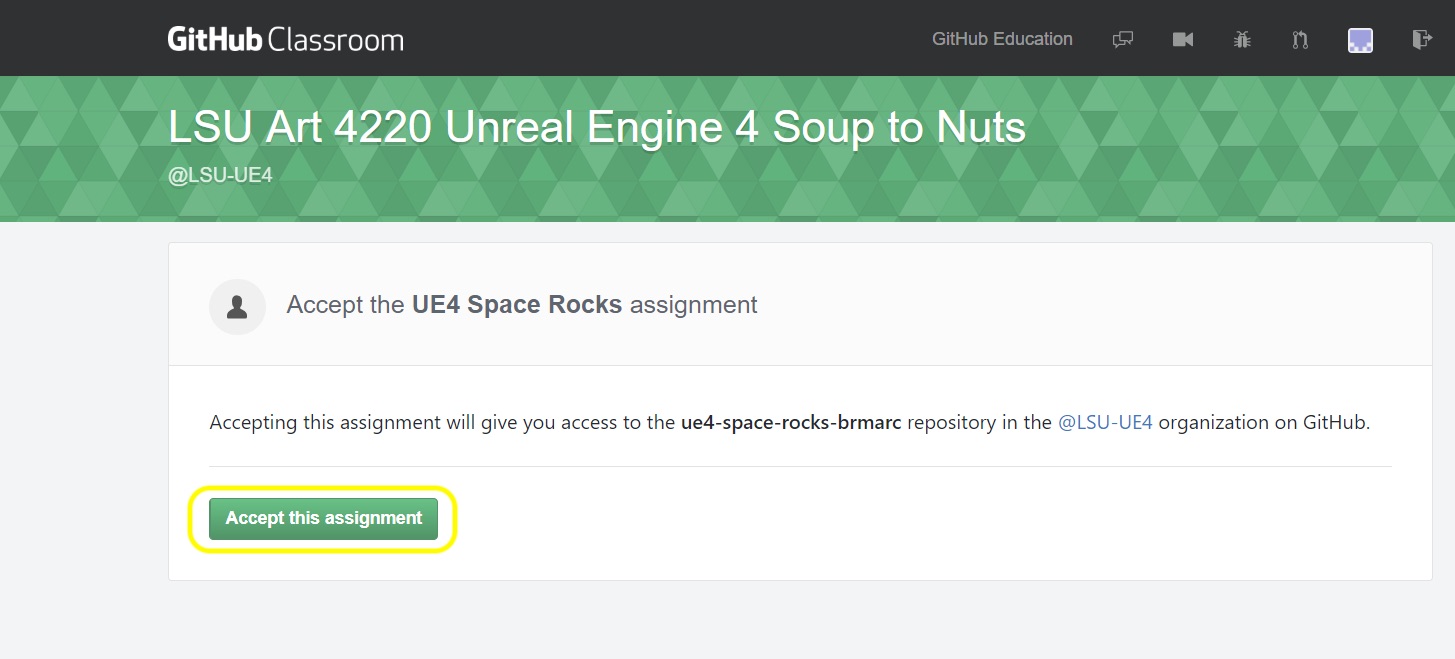 GitHub Classroom
GitHub Education
LSU Art 4220 Unreal Engine 4 Soup to Nuts
@LSU-UE4
Accept the UE4 Space Rocks assignment
Accepting this assignment will give you access to the ue4-space-rocks-brmarc repository in the @LSU-UE4 organization on GitHub.
Accept this assignment